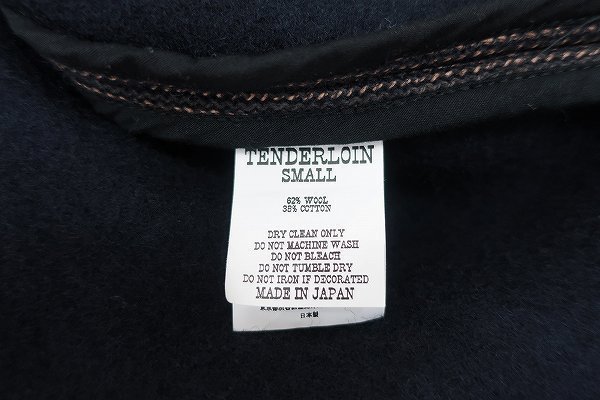 TENDERLOIN
SMALL
62% WOOL
38% COTTON
DRY CLEAN ONLY
DO NOT MACHINE WASH
DO NOT BLEACH
DO NOT TUMBLE DRY
DO NOT IRON IF DECORATED
MADE IN JAPAN
日本製